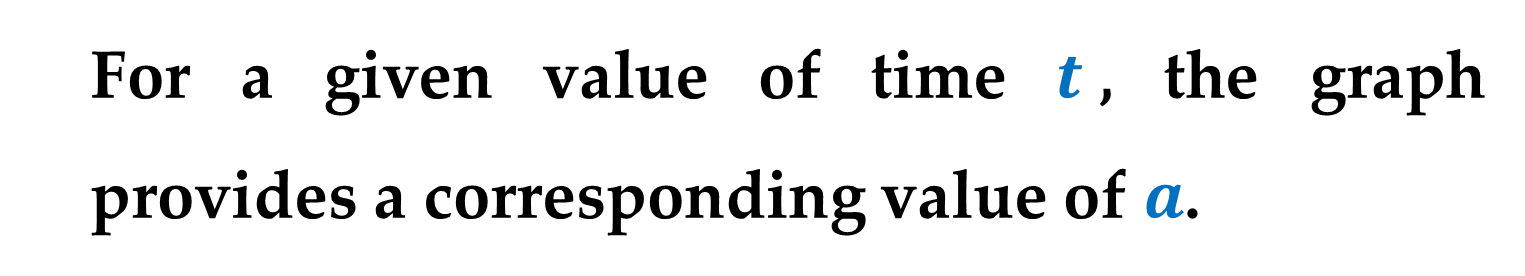 For a given value of time t , the graph
provides a corresponding value of a.